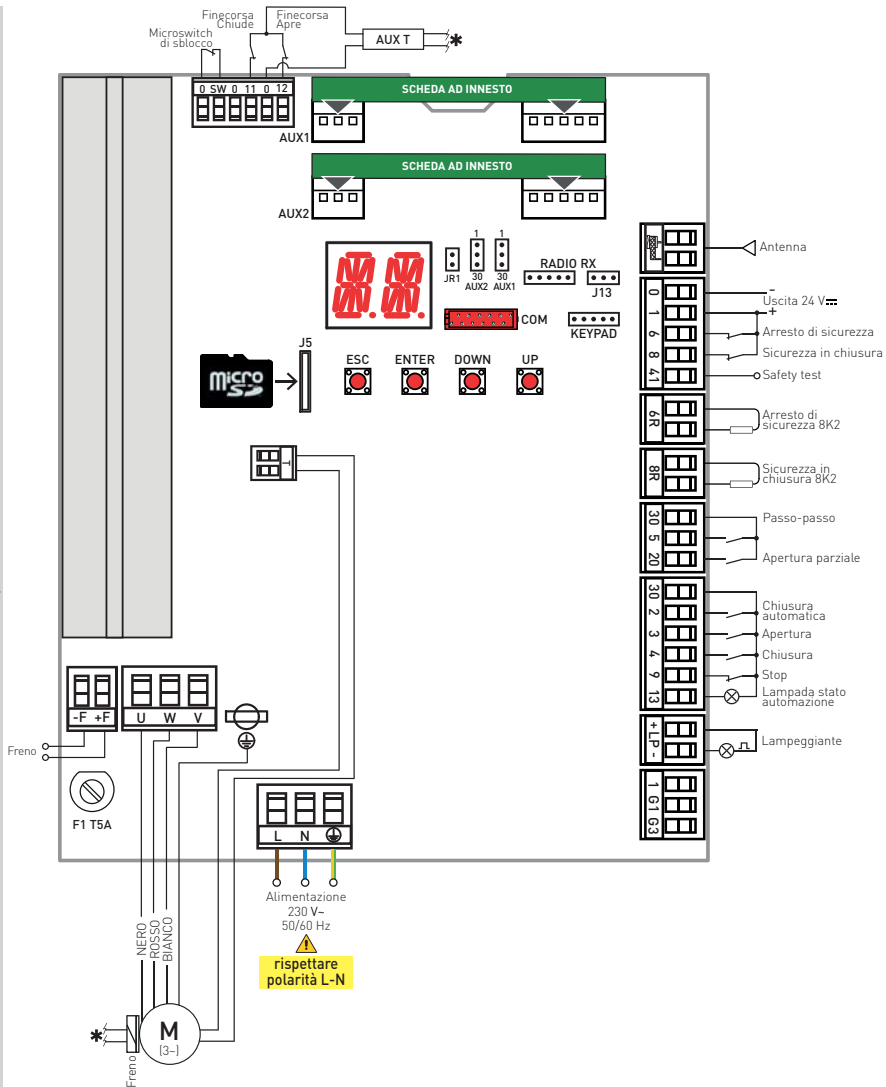 Finecorsa Chiude
Finecorsa Apre
Microswitch di sblocco
AUX T
*
0 SW 0 11 0 12
SCHEDA AD INNESTO
AUX1
SCHEDA AD INNESTO
AUX2
JR1
1
30
AUX2
1
30
AUX1
RADIO RX
J13
COM
KEYPAD
micro SD
J5
ESC
ENTER
DOWN
UP
T
Antenna
0
-
Uscita 24 V
1
+
6
Arresto di sicurezza
8
Sicurezza in chiusura
41
Safety test
6R
Arresto di
sicurezza 8K2
8R
Sicurezza in
chiusura 8K2
30
Passo-passo
5
20
Apertura parziale
30
2
Chiusura
automatica
3
Apertura
4
Chiusura
9
Stop
13
Lampada stato
automazione
+ LP -
Lampeggiante
1
G1
G3
-F +F
U W V
Freno
F1 T5A
L N
Alimentazione
230 V~
50/60 Hz
rispettare
polarità L-N
NERO
ROSSO
BIANCO
*
M
(3~)
Freno